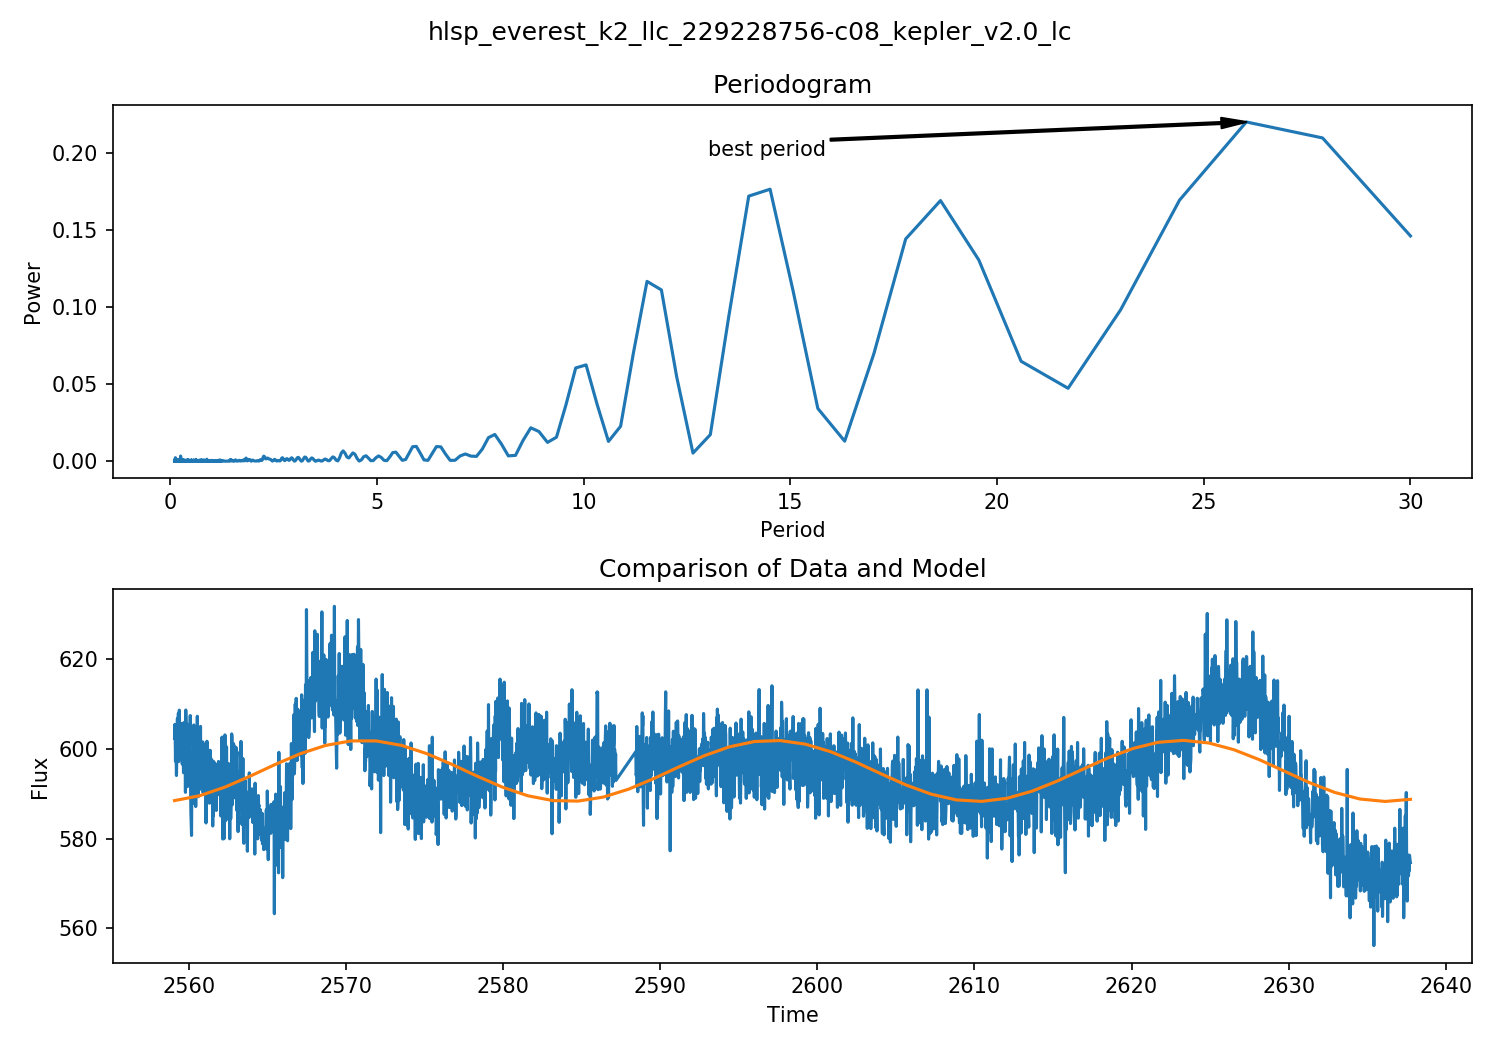 hlsp_everest_k2_llc_229228756-c08_kepler_v2.0_lc
Periodogram
best period
0.20
0.15
0.10
0.05
0.00
Power
0 5 10 15 20 25 30
Period
Comparison of Data and Model
620
600
580
560
Flux
2560 2570 2580 2590 2600 2610 2620 2630 2640
Time